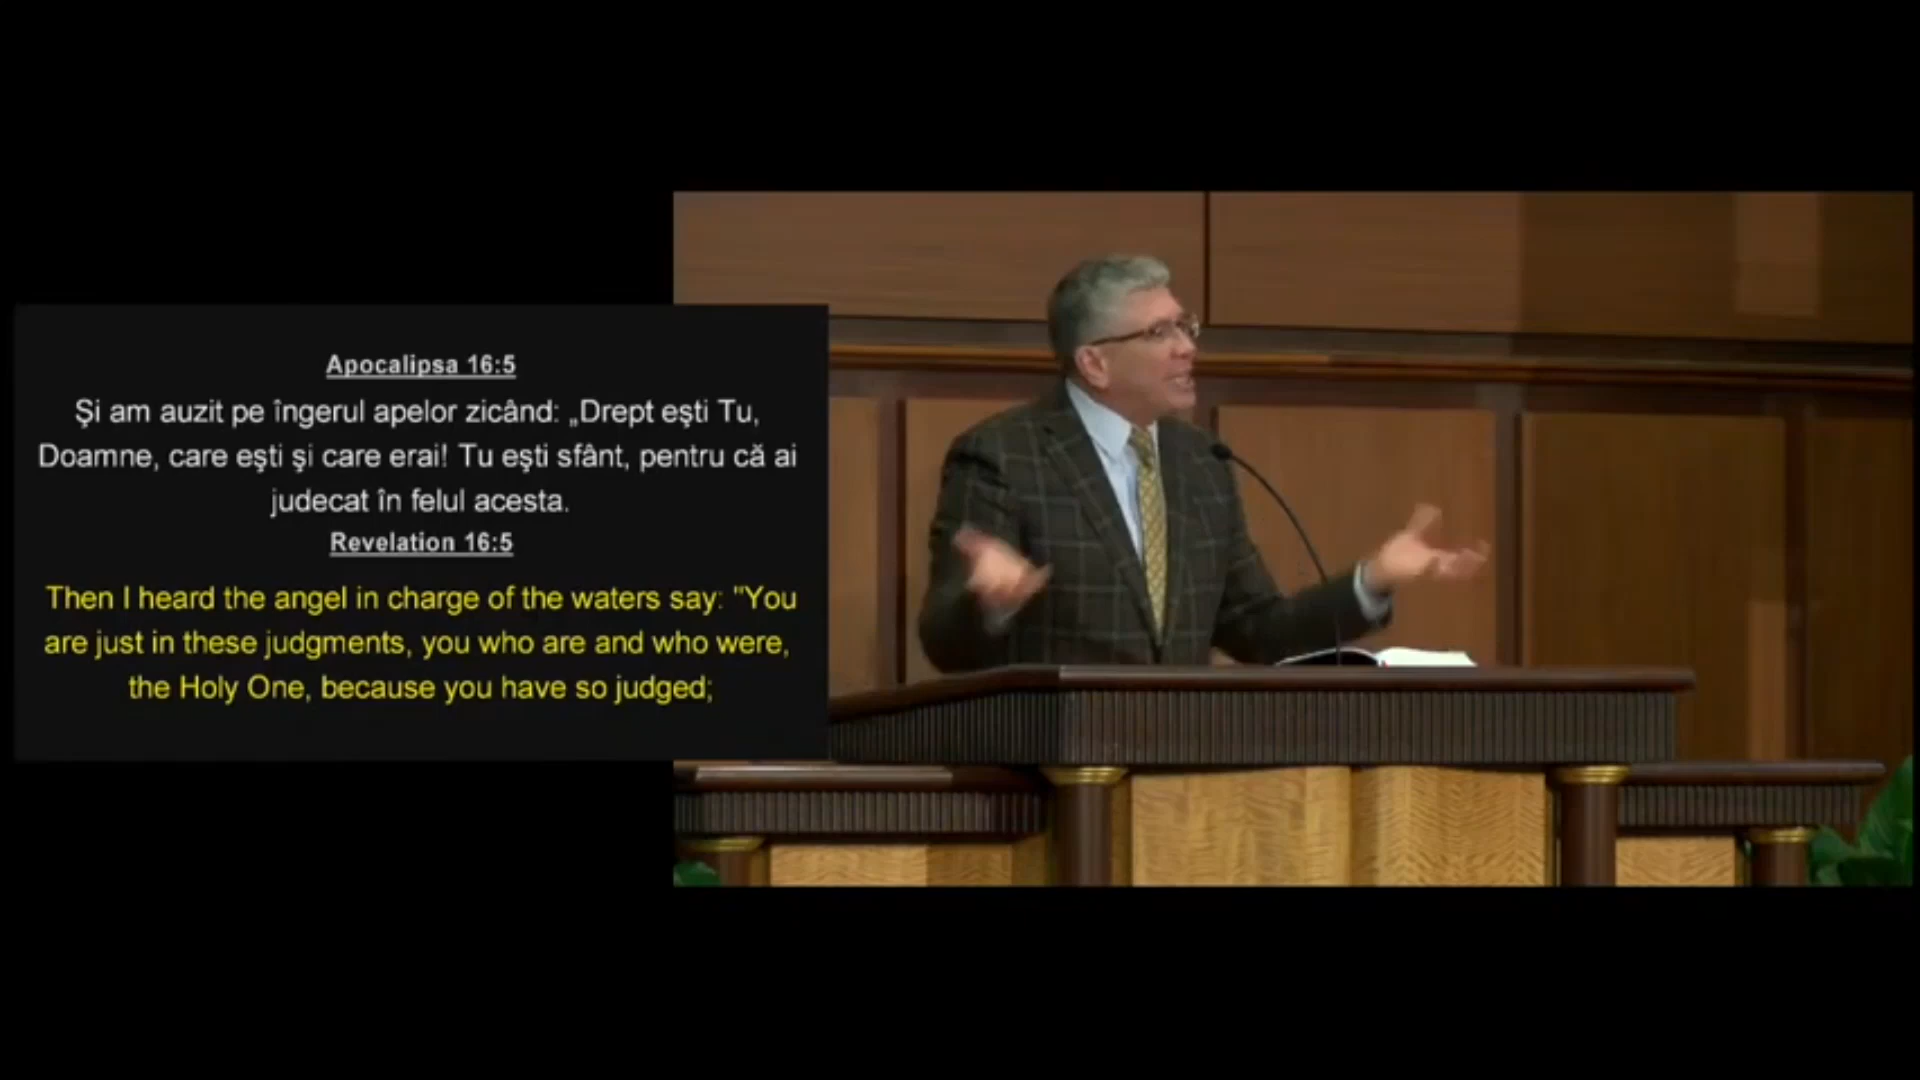 Apocalipsa 16:5
Şi am auzit pe îngerul apelor zicând: „Drept eşti Tu,
Doamne, care eşti şi care erai! Tu eşti sfânt, pentru că ai
judecat în felul acesta.
Revelation 16:5
Then I heard the angel in charge of the waters say: "You
are just in these judgments, you who are and who were,
the Holy One, because you have so judged;